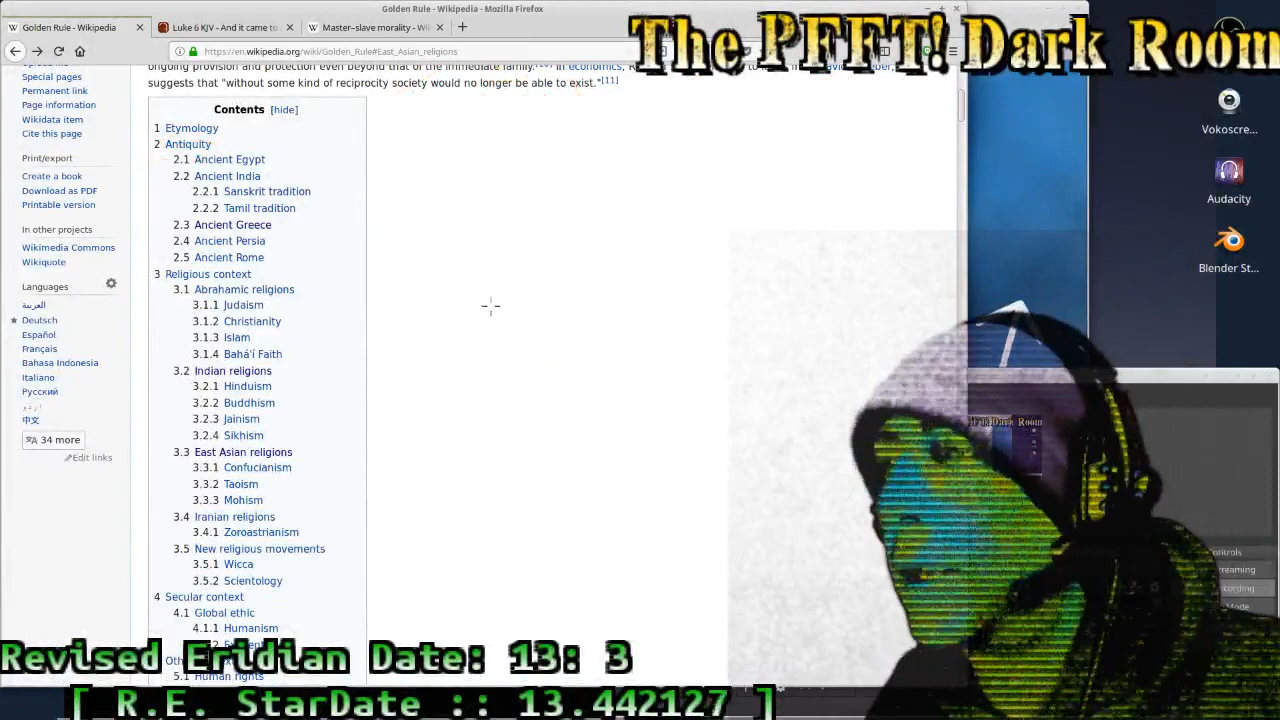 Golden Rule - Wikipedia - Mozilla Firefox
The PFFT! Dark Room
Golden Rule - Wikipedia
Luke 6 KJV - And it came to
Master–slave morality - Wi
https://en.wikipedia.org/wiki/Golden_Rule#East_Asian_religions
suggests that "without some kind of reciprocity society would no longer be able to exist."[11]
Special pages
Permanent link
Page information
Wikidata item
Cite this page
Print/export
Create a book
Download as PDF
Printable version
In other projects
Wikimedia Commons
Wikiquote
Languages
العربية
Deutsch
Español
Français
Bahasa Indonesia
Italiano
Русский
اردو
中文
34 more
Edit links
Contents [hide]
1 Etymology
2 Antiquity
2.1 Ancient Egypt
2.2 Ancient India
2.2.1 Sanskrit tradition
2.2.2 Tamil tradition
2.3 Ancient Greece
2.4 Ancient Persia
2.5 Ancient Rome
3 Religious context
3.1 Abrahamic religions
3.1.1 Judaism
3.1.2 Christianity
3.1.3 Islam
3.1.4 Bahá'í Faith
3.2 Indian religions
3.2.1 Hinduism
3.2.2 Buddhism
3.2.3 Jainism
3.2.4 Sikhism
3.3 East Asian religions
3.3.1 Confucianism
3.3.2 Taoism
3.3.3 Mohism
3.4 Iranian religions
3.4.1 Zoroastrianism
3.5 New religious movements
Scientology
4 Secular context
4.1 Global ethic
4.1.1 Humanism
5.1 Human rights
Vokoscre...
Audacity
Blender St...
Revised Erudion Date: 13: 3
[ R.E. Stardate :: 13.442127 ]